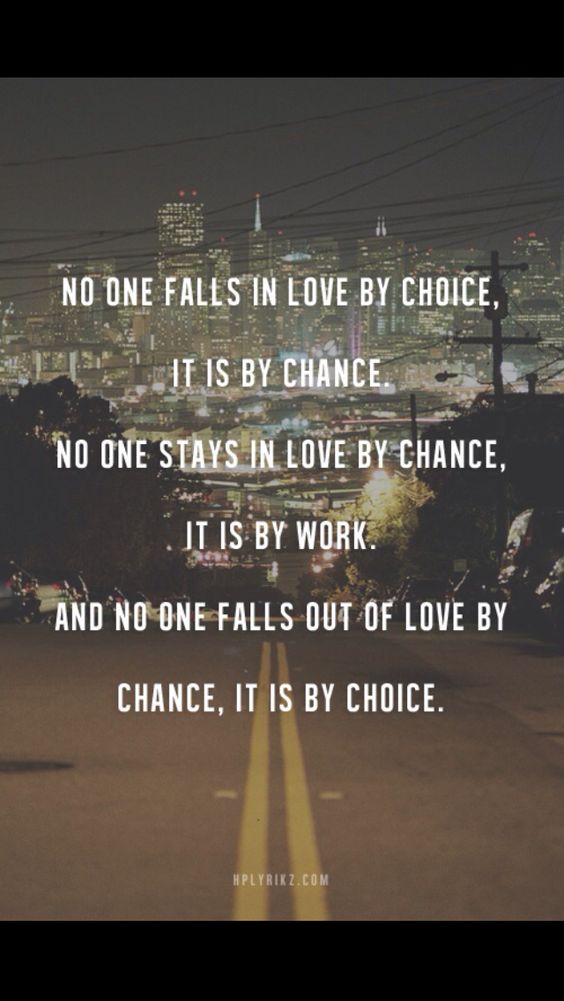 NO ONE FALLS IN LOVE BY CHOICE,
IT IS BY CHANCE.
NO ONE STAYS IN LOVE BY CHANCE,
IT IS BY WORK.
AND NO ONE FALLS OUT OF LOVE BY
CHANCE, IT IS BY CHOICE.
HPLYRIKZ.COM